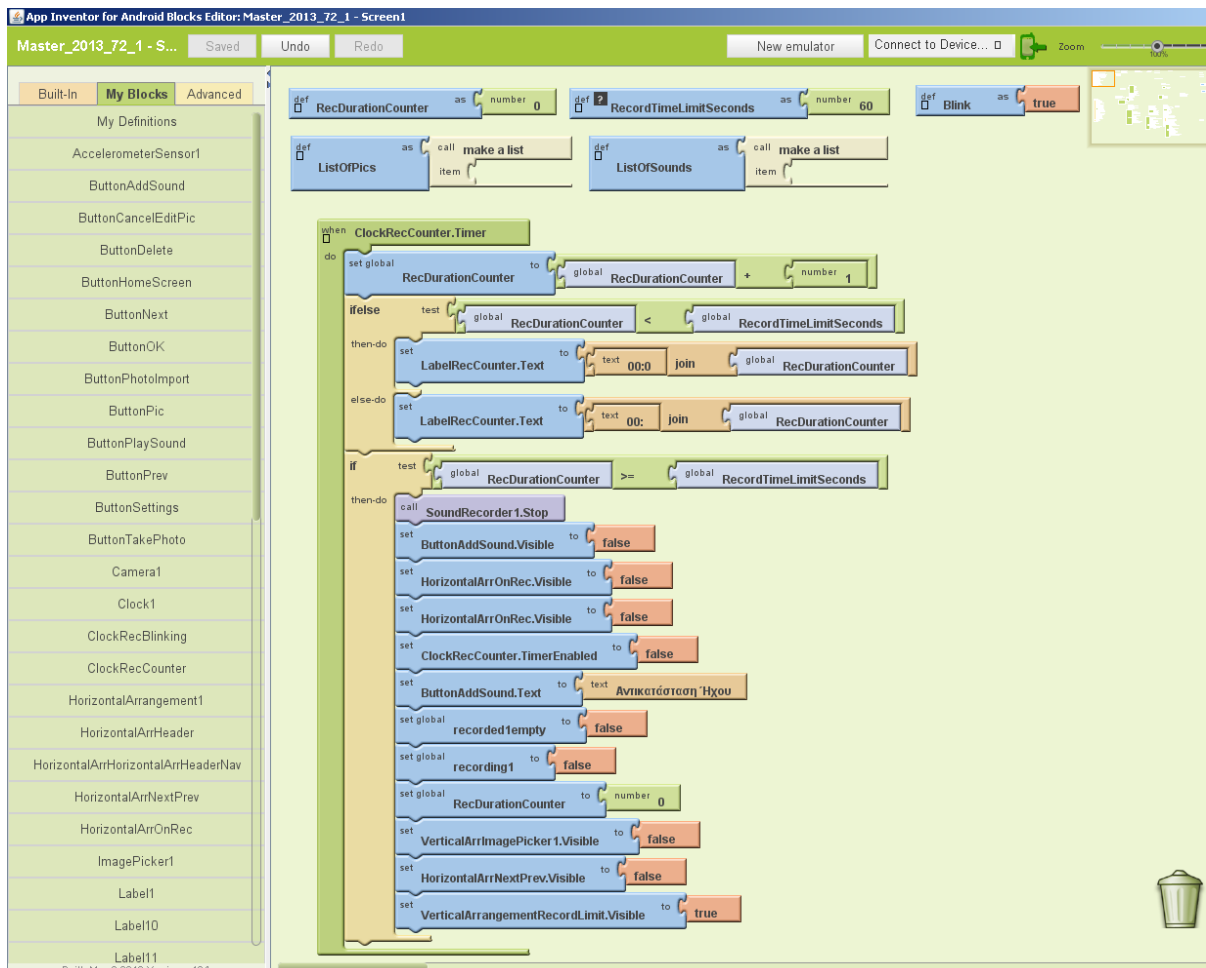 App Inventor for Android Blocks Editor: Master_2013_72_1 - Screen1
Master_2013_72_1 - S... Saved Undo Redo New emulator Connect to Device... Zoom
100%
Built-In My Blocks Advanced
My Definitions
AccelerometerSensor1
ButtonAddSound
ButtonCancelEditPic
ButtonDelete
ButtonHomeScreen
ButtonNext
ButtonOK
ButtonPhotoImport
ButtonPic
ButtonPlaySound
ButtonPrev
ButtonSettings
ButtonTakePhoto
Camera1
Clock1
ClockRecBlinking
ClockRecCounter
HorizontalArrangement1
HorizontalArrHeader
HorizontalArrHorizontalArrHeaderNav
HorizontalArrNextPrev
HorizontalArrOnRec
ImagePicker1
Label1
Label10
Label11
def RecDurationCounter as number 0
def ? RecordTimeLimitSeconds as number 60
def Blink as true
def ListOfPics as call make a list
item
def ListOfSounds as call make a list
item
when ClockRecCounter.Timer
do set global RecDurationCounter to global RecDurationCounter + number 1
ifelse test global RecDurationCounter < global RecordTimeLimitSeconds
then-do set LabelRecCounter.Text to text 00:0 join global RecDurationCounter
else-do set LabelRecCounter.Text to text 00: join global RecDurationCounter
if test global RecDurationCounter >= global RecordTimeLimitSeconds
then-do call SoundRecorder1.Stop
set ButtonAddSound.Visible to false
set HorizontalArrOnRec.Visible to false
set HorizontalArrOnRec.Visible to false
set ClockRecCounter.TimerEnabled to false
set ButtonAddSound.Text to text Αντικατάσταση Ήχου
set global recorded1empty to false
set global recording1 to false
set global RecDurationCounter to number 0
set VerticalArrImagePicker1.Visible to false
set HorizontalArrNextPrev.Visible to false
set VerticalArrangementRecordLimit.Visible to true